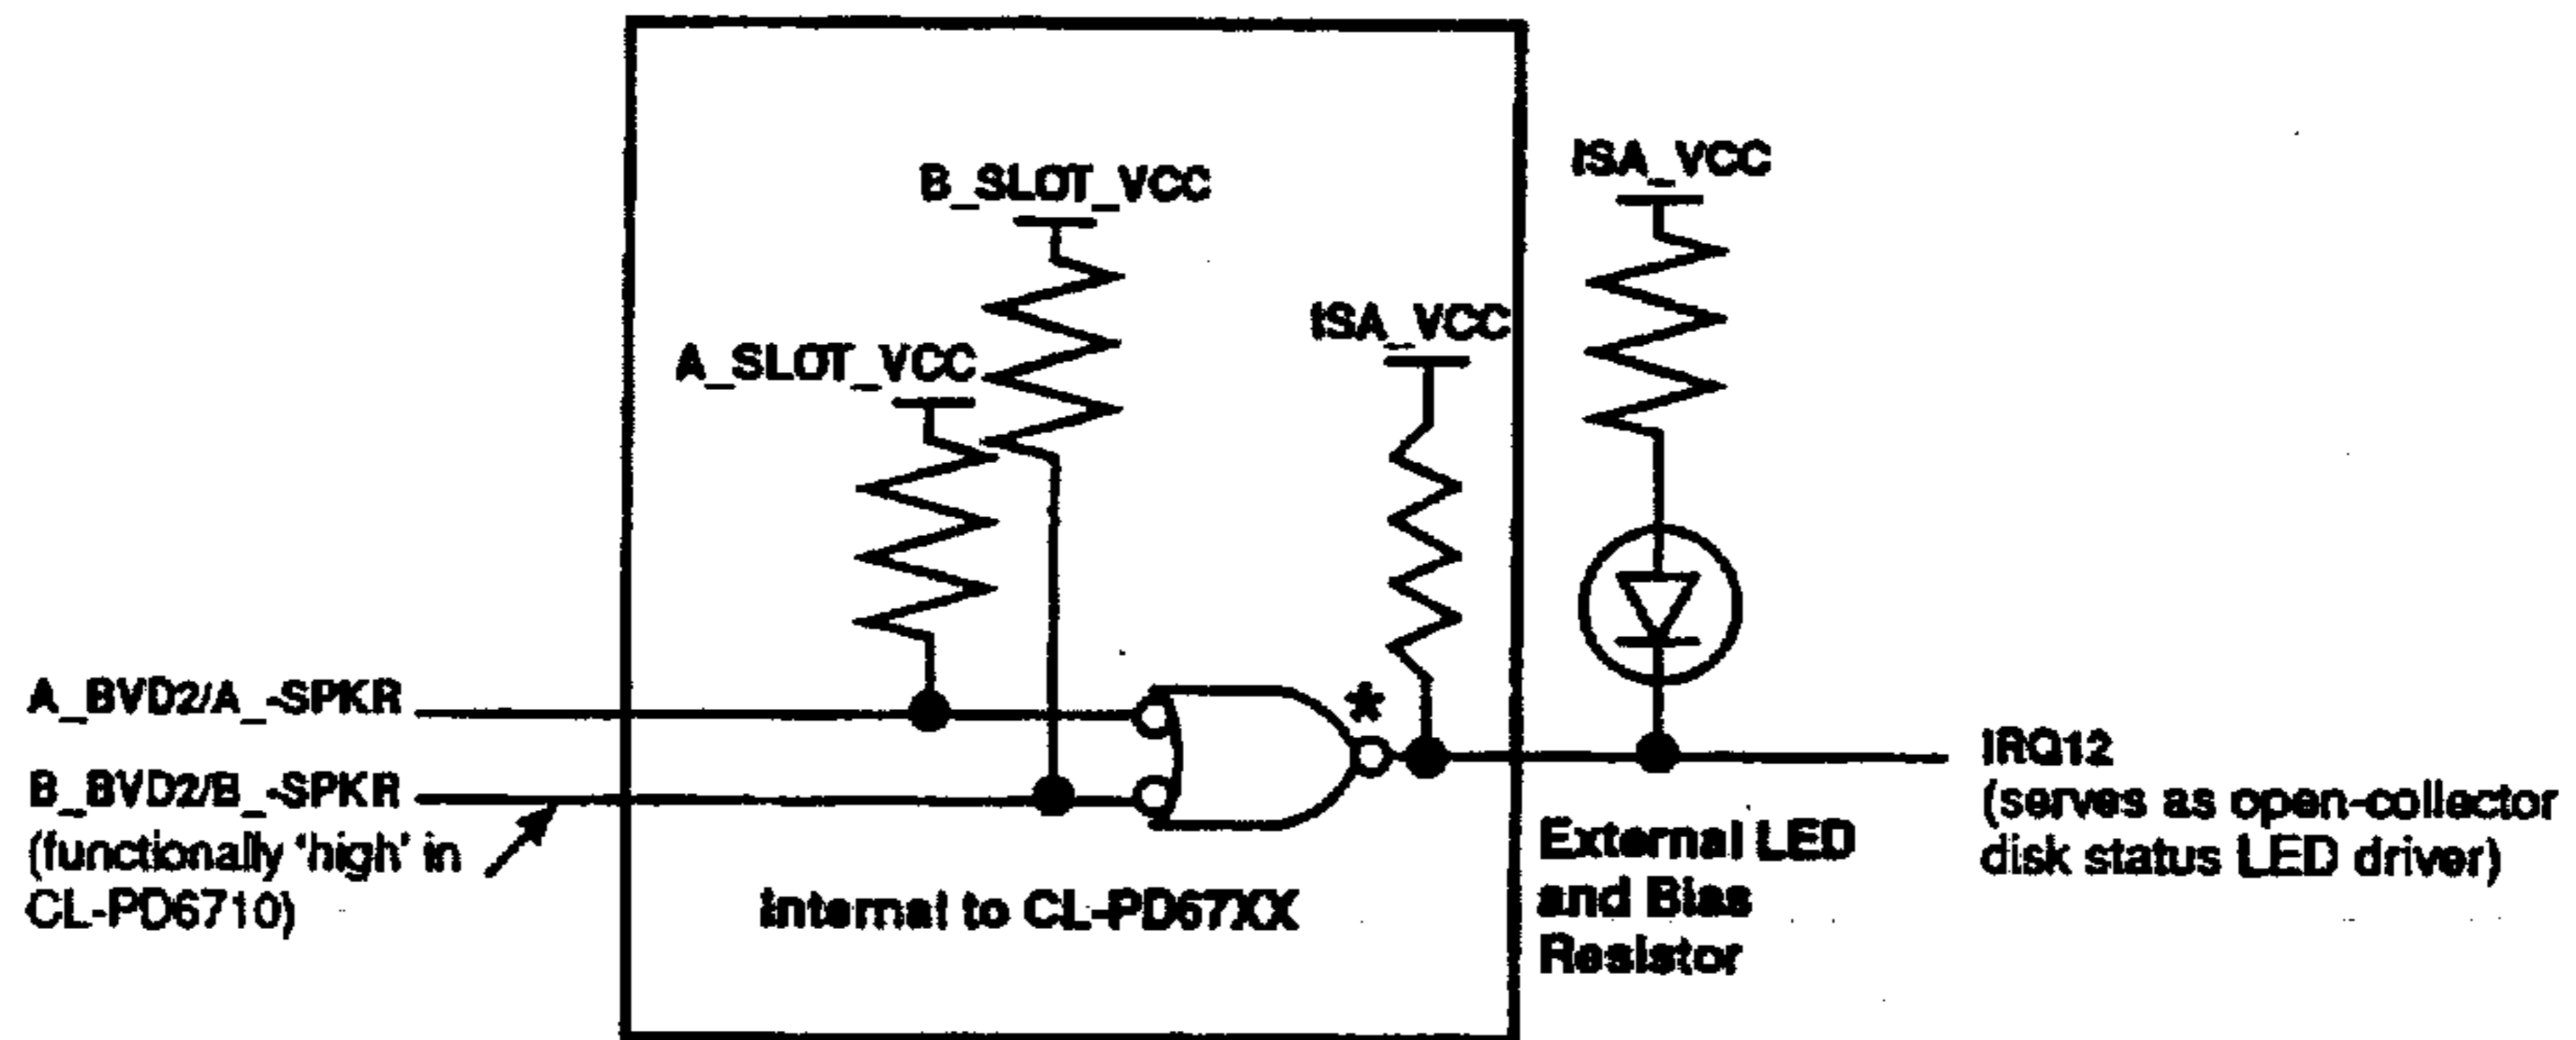 B_SLOT_VCC
A_SLOT_VCC
ISA_VCC
ISA_VCC
A_BVD2/A_-SPKR
B_BVD2/B_-SPKR
(functionally 'high' in
CL-PD6710)
*
Internal to CL-PD67XX
External LED
and Bias
Resistor
IRQ12
(serves as open-collector
disk status LED driver)